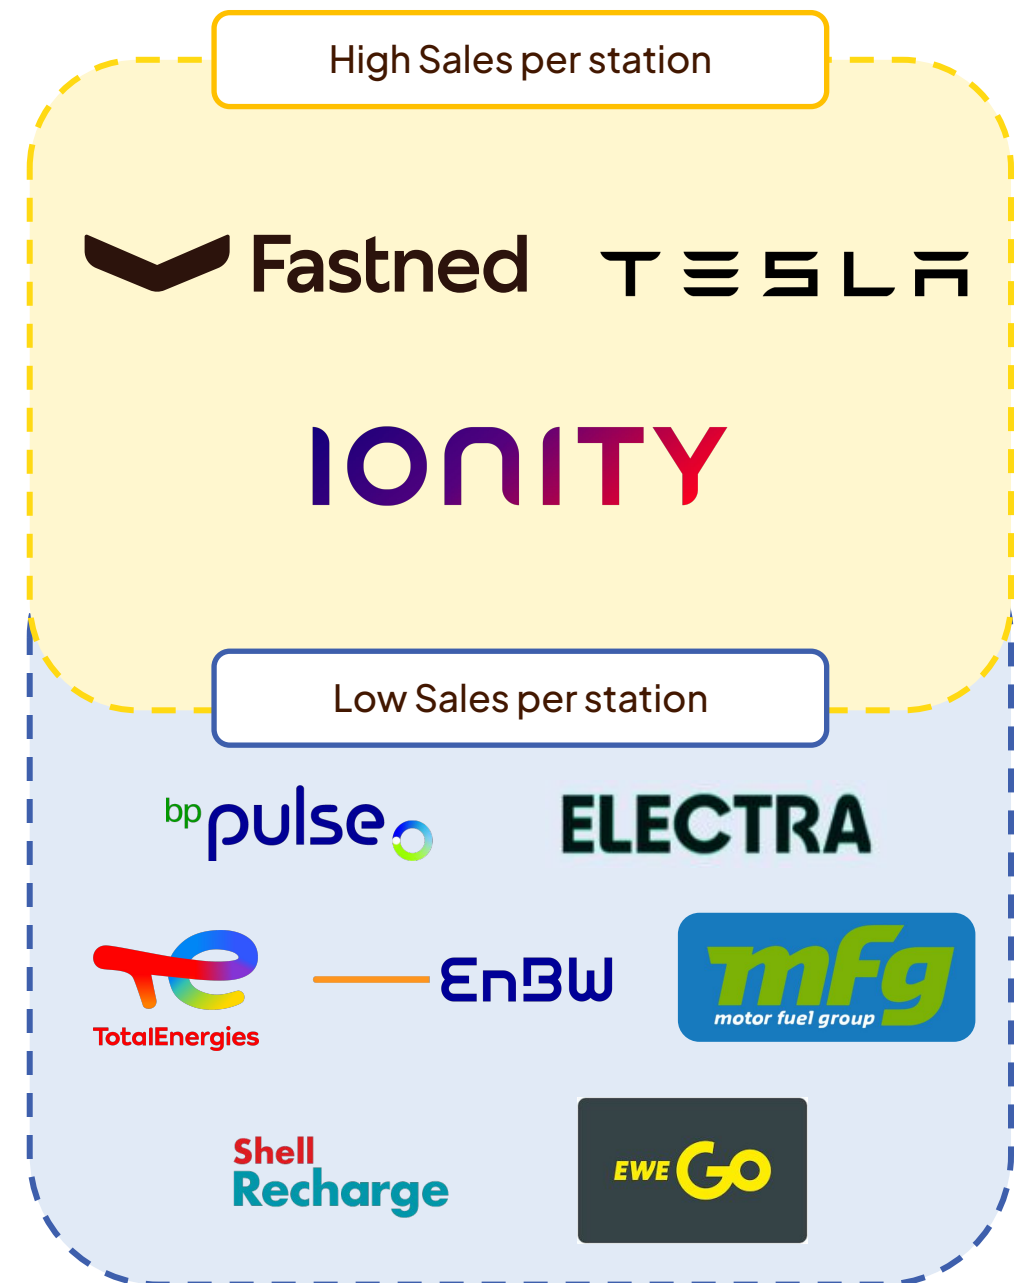 High Sales per station
Fastned
TESLA
IONITY
Low Sales per station
bp pulse
ELECTRA
TotalEnergies
EnBW
mfg
motor fuel group
Shell
Recharge
EWE GO